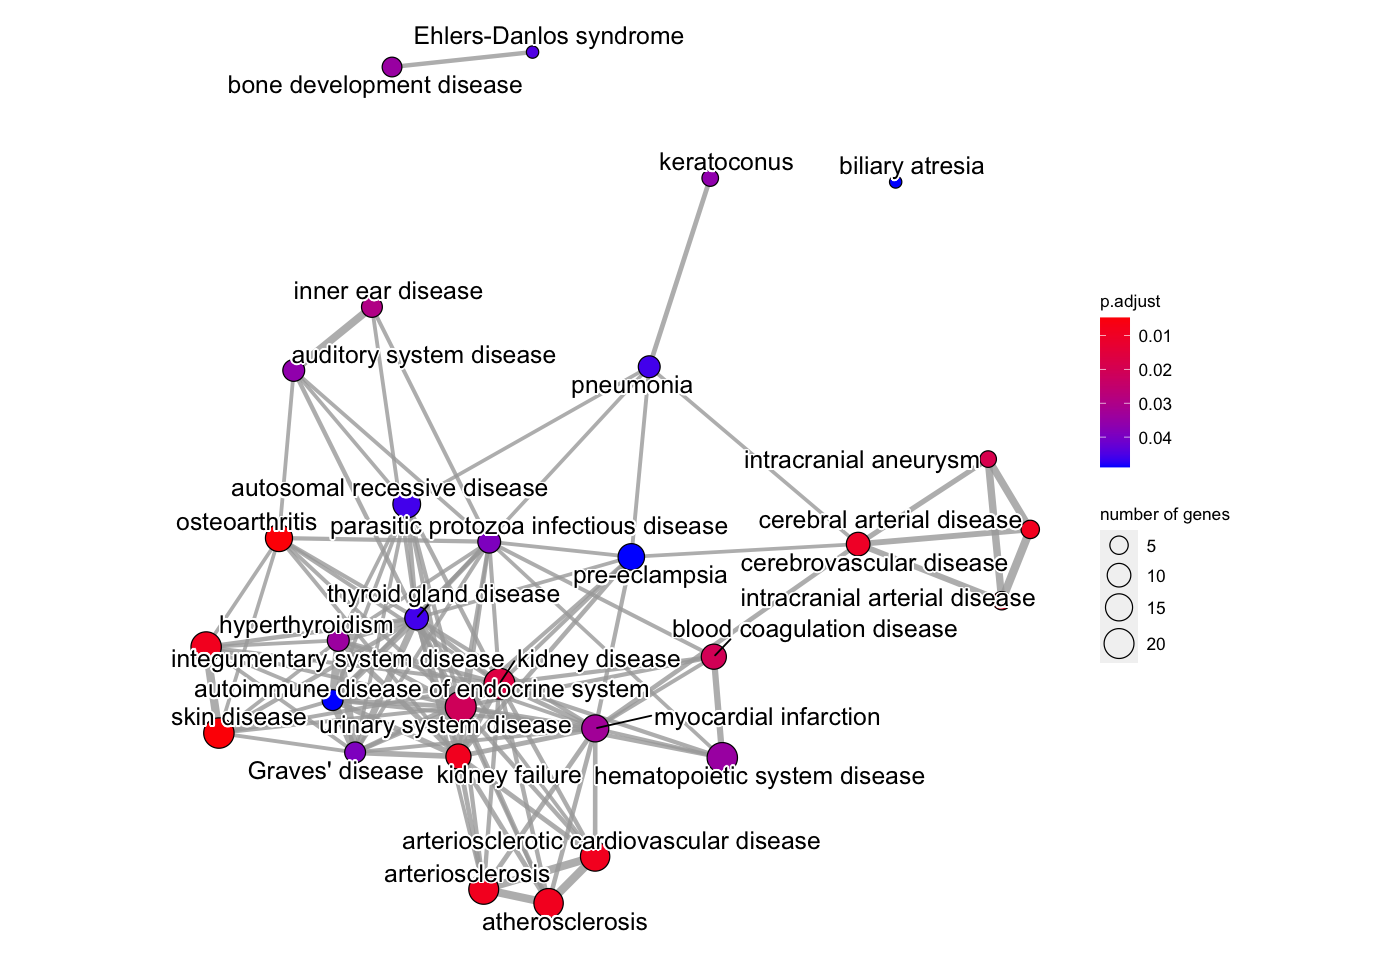 Ehlers-Danlos syndrome
bone development disease
keratoconus
biliary atresia
inner ear disease
auditory system disease
pneumonia
intracranial aneurysm
autosomal recessive disease
osteoarthritis
parasitic protozoa infectious disease
cerebral arterial disease
cerebrovascular disease
pre-eclampsia
thyroid gland disease
intracranial arterial disease
hyperthyroidism
blood coagulation disease
integumentary system disease
kidney disease
autoimmune disease of endocrine system
skin disease
urinary system disease
myocardial infarction
Graves' disease
kidney failure
hematopoietic system disease
arteriosclerotic cardiovascular disease
arteriosclerosis
atherosclerosis
p.adjust
0.01
0.02
0.03
0.04
number of genes
5
10
15
20